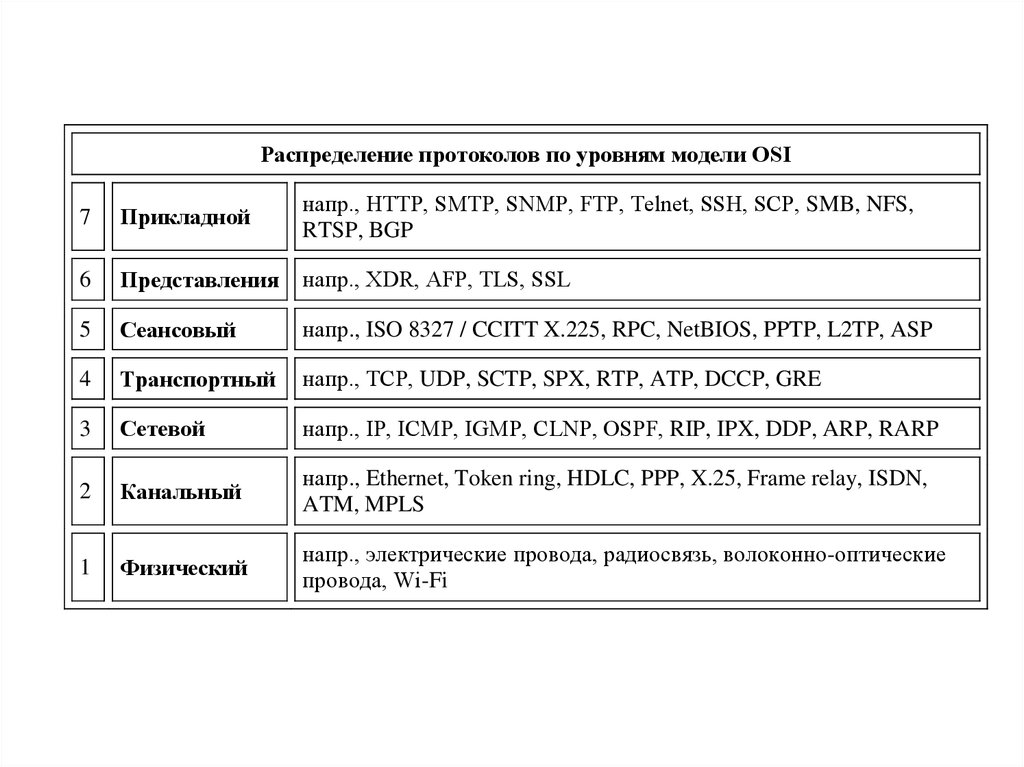 Распределение протоколов по уровням модели OSI
7 Прикладной напр., HTTP, SMTP, SNMP, FTP, Telnet, SSH, SCP, SMB, NFS,
RTSP, BGP
6 Представления напр., XDR, AFP, TLS, SSL
5 Сеансовый напр., ISO 8327 / CCITT X.225, RPC, NetBIOS, PPTP, L2TP, ASP
4 Транспортный напр., TCP, UDP, SCTP, SPX, RTP, ATP, DCCP, GRE
3 Сетевой напр., IP, ICMP, IGMP, CLNP, OSPF, RIP, IPX, DDP, ARP, RARP
2 Канальный напр., Ethernet, Token ring, HDLC, PPP, X.25, Frame relay, ISDN,
ATM, MPLS
1 Физический напр., электрические провода, радиосвязь, волоконно-оптические
провода, Wi-Fi